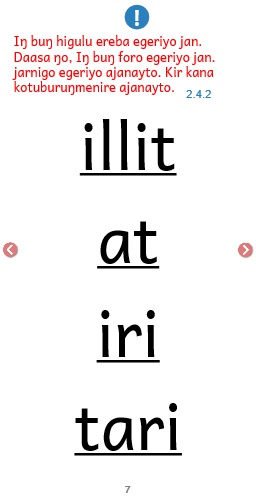 !
Iŋ buŋ higulu ereba egeriyo jan.
Daasa ŋo, Iŋ buŋ foro egeriyo jan.
jarnigo egeriyo ajanayto. Kir kana
kotuburuŋmenire ajanayto.
2.4.2
illit
at
iri
tari
7